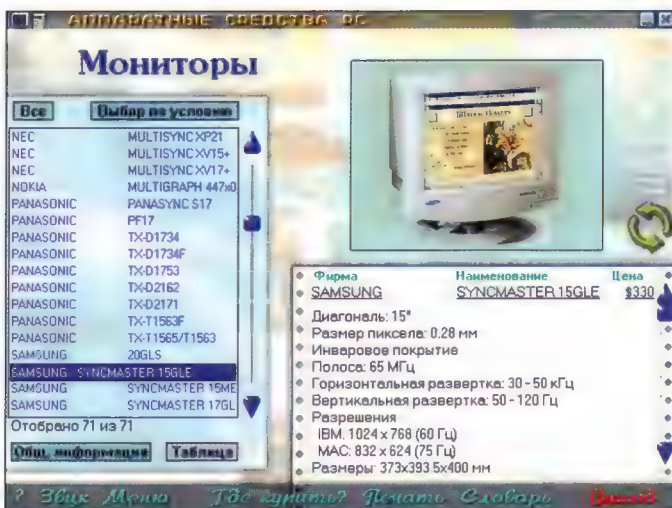 АППАРАТНЫЕ СРЕДСТВА PC
Мониторы
Все Выбор по условию
NEC MULTISYNC XP21
NEC MULTISYNC XV15+
NEC MULTISYNC XV17+
NOKIA MULTIGRAPH 447x0
PANASONIC PANASYNC S17
PANASONIC PF17
PANASONIC TX-D1734
PANASONIC TX-D1734F
PANASONIC TX-D1753
PANASONIC TX-D2162
PANASONIC TX-D2171
PANASONIC TX-T1563F
PANASONIC TX-T1565/T1563
SAMSUNG 20GLS
SAMSUNG SYNCMASTER 15GLE
SAMSUNG SYNCMASTER 15ME
SAMSUNG SYNCMASTER 17GL
Отобрано 71 из 71
Общ. информация Таблица
Фирма Наименование Цена
SAMSUNG SYNCMASTER 15GLE $330
Диагональ: 15"
Размер пиксела: 0.28 мм
Инваровое покрытие
Полоса: 65 МГц
Горизонтальная развертка: 30 - 50 кГц
Вертикальная развертка: 50 - 120 Гц
Разрешения
IBM: 1024 x 768 (60 Гц)
MAC: 832 x 624 (75 Гц)
Размеры: 373x393.5x400 мм
? Звук Меню Где купить? Печать Словарь Выход